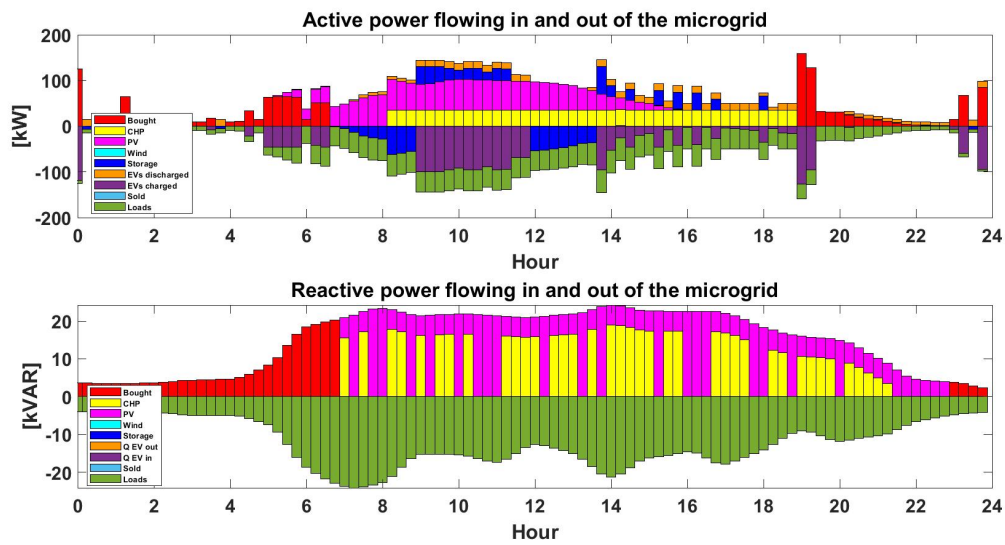 Active power flowing in and out of the microgrid
200
100
0
-100
-200
[kW]
Bought
CHP
PV
Wind
Storage
EVs discharged
EVs charged
Sold
Loads
0 2 4 6 8 10 12 14 16 18 20 22 24
Hour
Reactive power flowing in and out of the microgrid
20
10
0
-10
-20
[kVAR]
Bought
CHP
PV
Wind
Storage
Q EV out
Q EV in
Sold
Loads
0 2 4 6 8 10 12 14 16 18 20 22 24
Hour